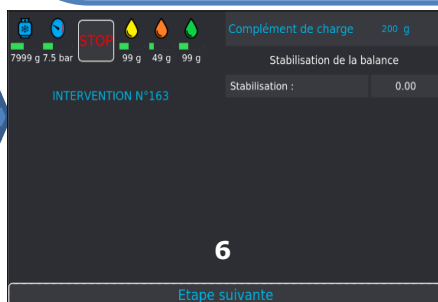 STOP
7999 g 7.5 bar 99 g 49 g 99 g
INTERVENTION N°163
Complément de charge 200 g
Stabilisation de la balance
Stabilisation : 0.00
6
Etape suivante